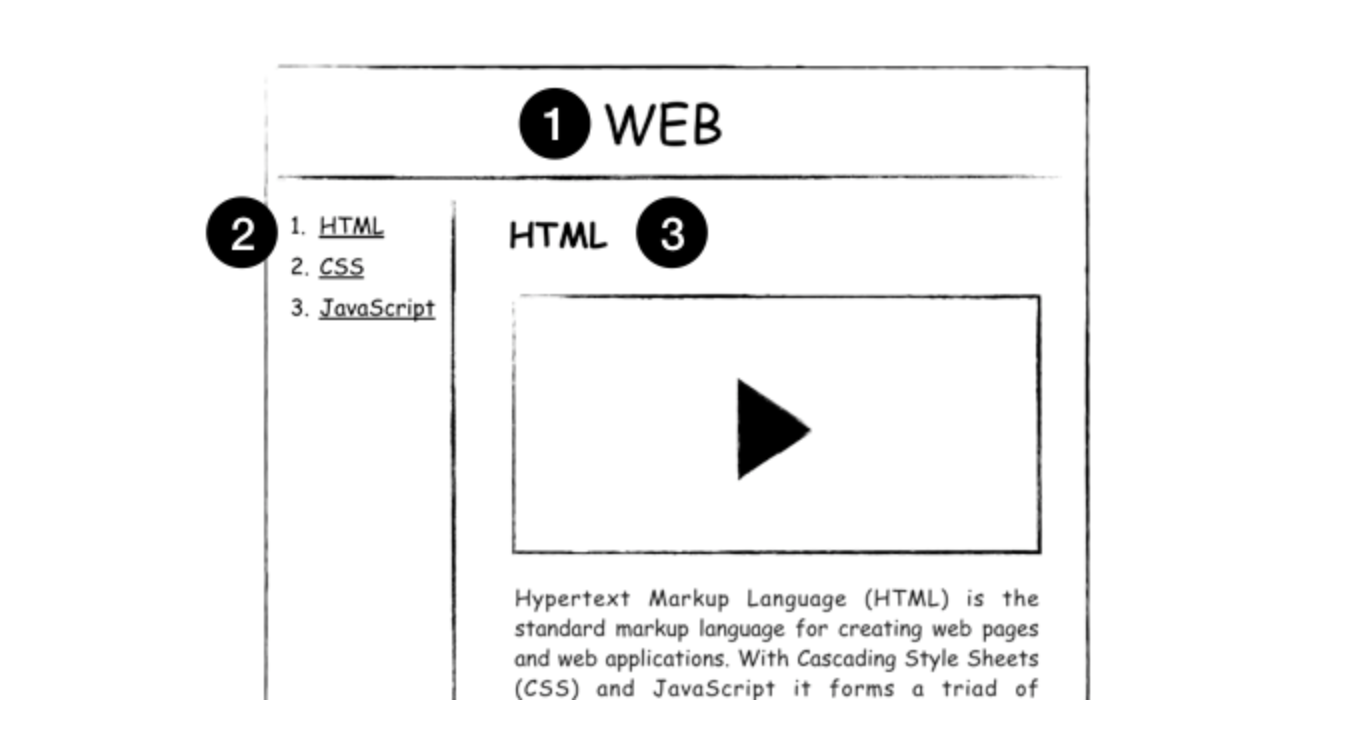 1 WEB
2 1. HTML
2. CSS
3. JavaScript
HTML 3
Hypertext Markup Language (HTML) is the
standard markup language for creating web pages
and web applications. With Cascading Style Sheets
(CSS) and JavaScript it forms a triad of